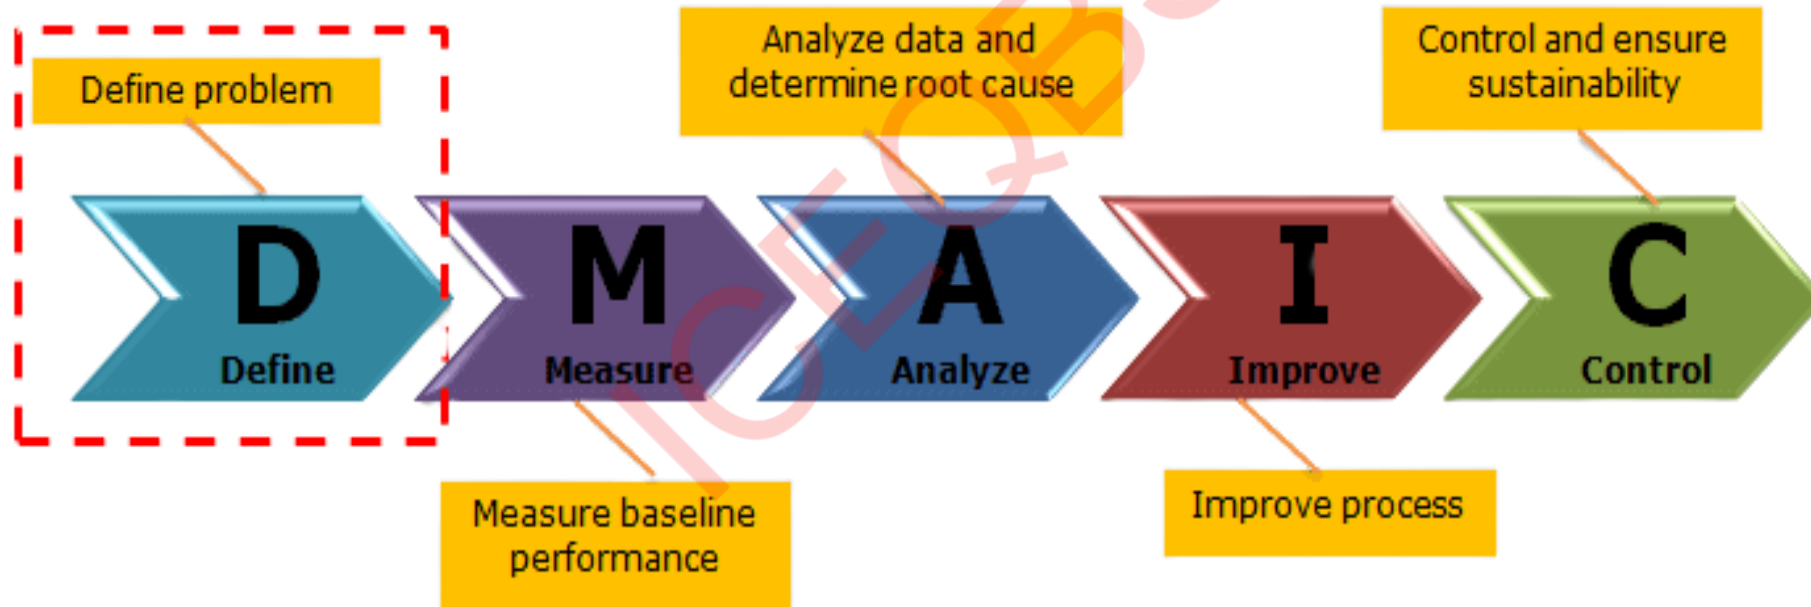 Define problem
Analyze data and
determine root cause
Control and ensure
sustainability
D
Define
M
Measure
A
Analyze
I
Improve
C
Control
Measure baseline
performance
Improve process